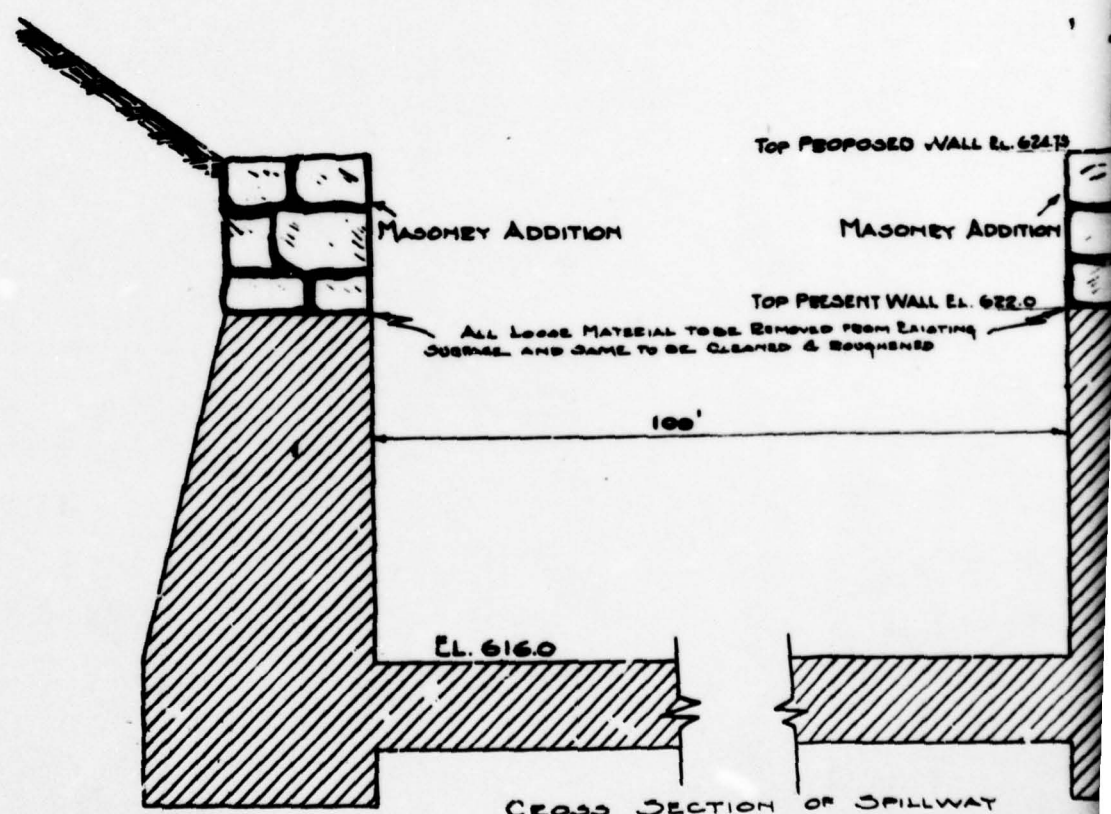 TOP PROPOSED WALL EL. 624.75
MASONRY ADDITION
MASONRY ADDITION
TOP PRESENT WALL EL. 622.0
ALL LOOSE MATERIAL TO BE REMOVED FROM EXISTING
SURFACE AND SAME TO BE CLEANED & ROUGHENED
100'
EL. 616.0
CROSS SECTION OF SPILLWAY